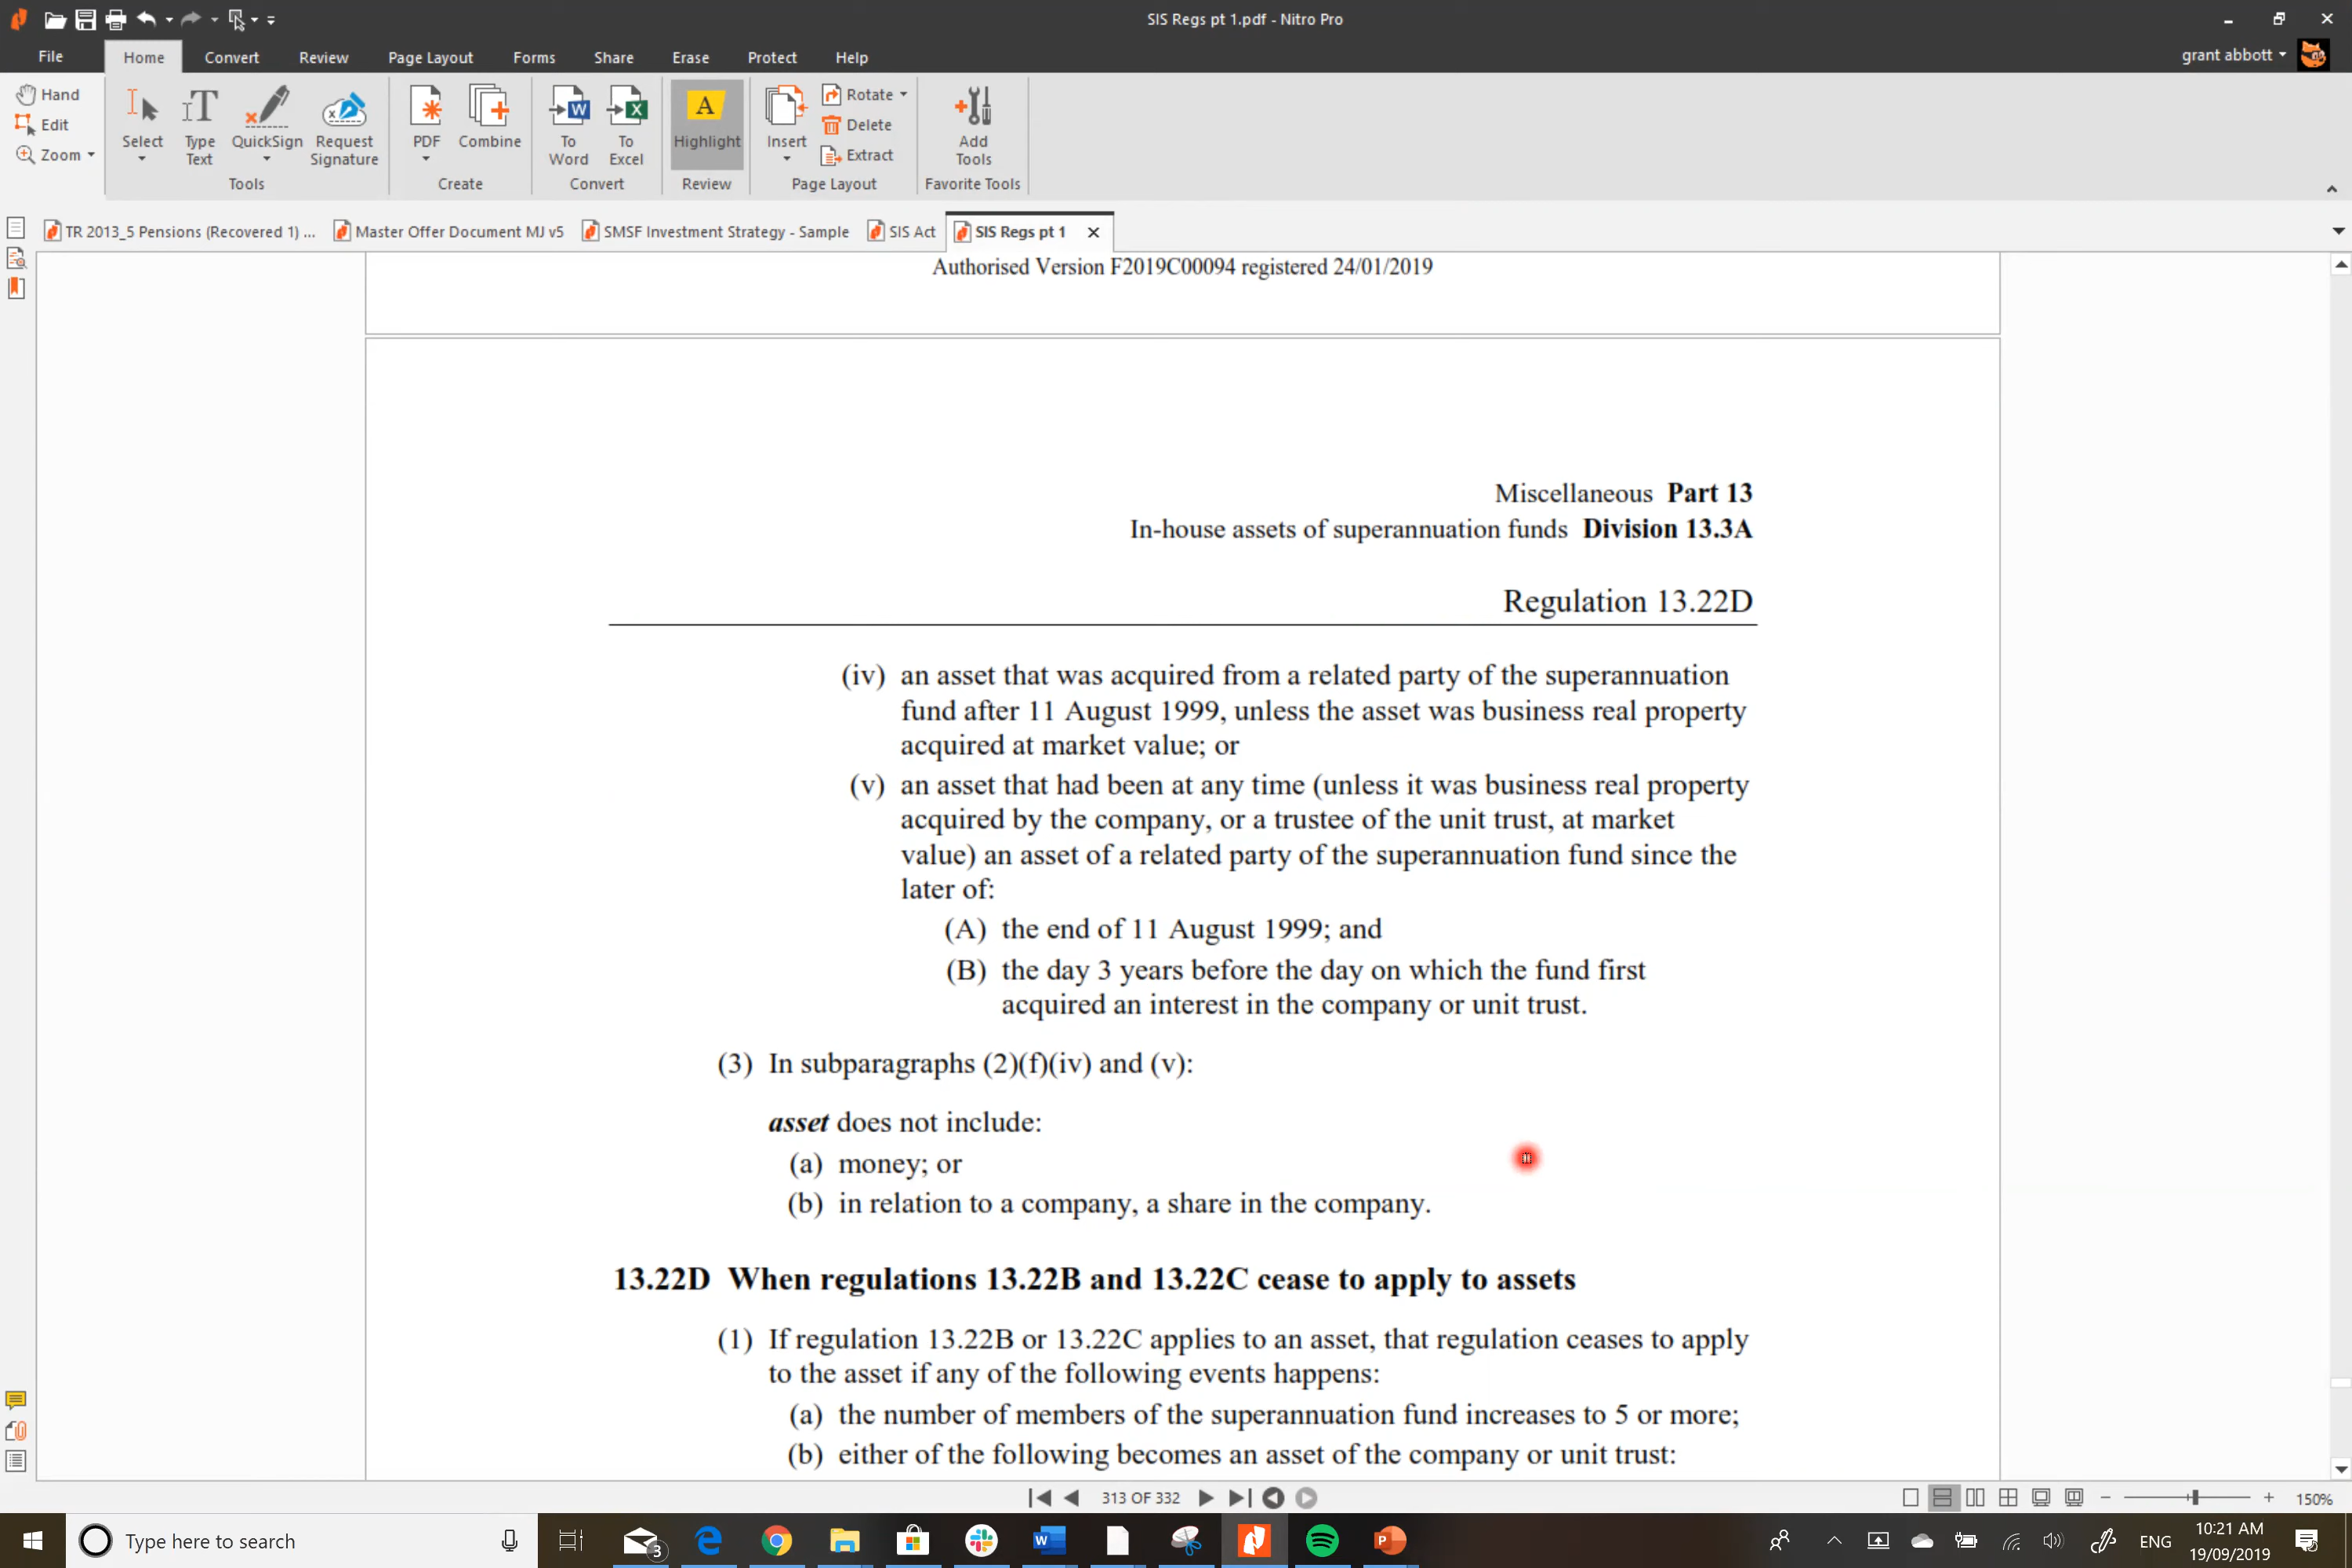 SIS Regs pt 1.pdf - Nitro Pro
File Home Convert Review Page Layout Forms Share Erase Protect Help
grant abbott
Hand
Edit
Zoom
Select
Type Text
QuickSign
Request Signature
Tools
PDF
Combine
Create
To Word
To Excel
Convert
A
Highlight
Review
Insert
Rotate
Delete
Extract
Page Layout
Add Tools
Favorite Tools
TR 2013_5 Pensions (Recovered 1) ...
Master Offer Document MJ v5
SMSF Investment Strategy - Sample
SIS Act
SIS Regs pt 1
Authorised Version F2019C00094 registered 24/01/2019
Miscellaneous Part 13
In-house assets of superannuation funds Division 13.3A
Regulation 13.22D
(iv) an asset that was acquired from a related party of the superannuation
fund after 11 August 1999, unless the asset was business real property
acquired at market value; or
(v) an asset that had been at any time (unless it was business real property
acquired by the company, or a trustee of the unit trust, at market
value) an asset of a related party of the superannuation fund since the
later of:
(A) the end of 11 August 1999; and
(B) the day 3 years before the day on which the fund first
acquired an interest in the company or unit trust.
(3) In subparagraphs (2)(f)(iv) and (v):
asset does not include:
(a) money; or
(b) in relation to a company, a share in the company.
13.22D When regulations 13.22B and 13.22C cease to apply to assets
(1) If regulation 13.22B or 13.22C applies to an asset, that regulation ceases to apply
to the asset if any of the following events happens:
(a) the number of members of the superannuation fund increases to 5 or more;
(b) either of the following becomes an asset of the company or unit trust:
313 OF 332
150%
Type here to search
3
ENG
10:21 AM
19/09/2019